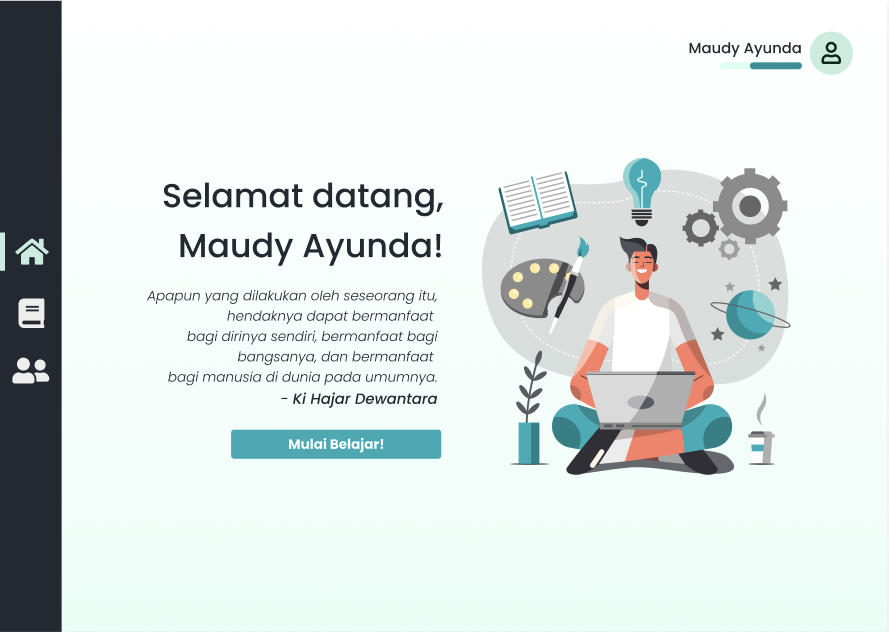 Maudy Ayunda
Selamat datang,
Maudy Ayunda!
Apapun yang dilakukan oleh seseorang itu,
hendaknya dapat bermanfaat
bagi dirinya sendiri, bermanfaat bagi
bangsanya, dan bermanfaat
bagi manusia di dunia pada umumnya.
- Ki Hajar Dewantara
Mulai Belajar!